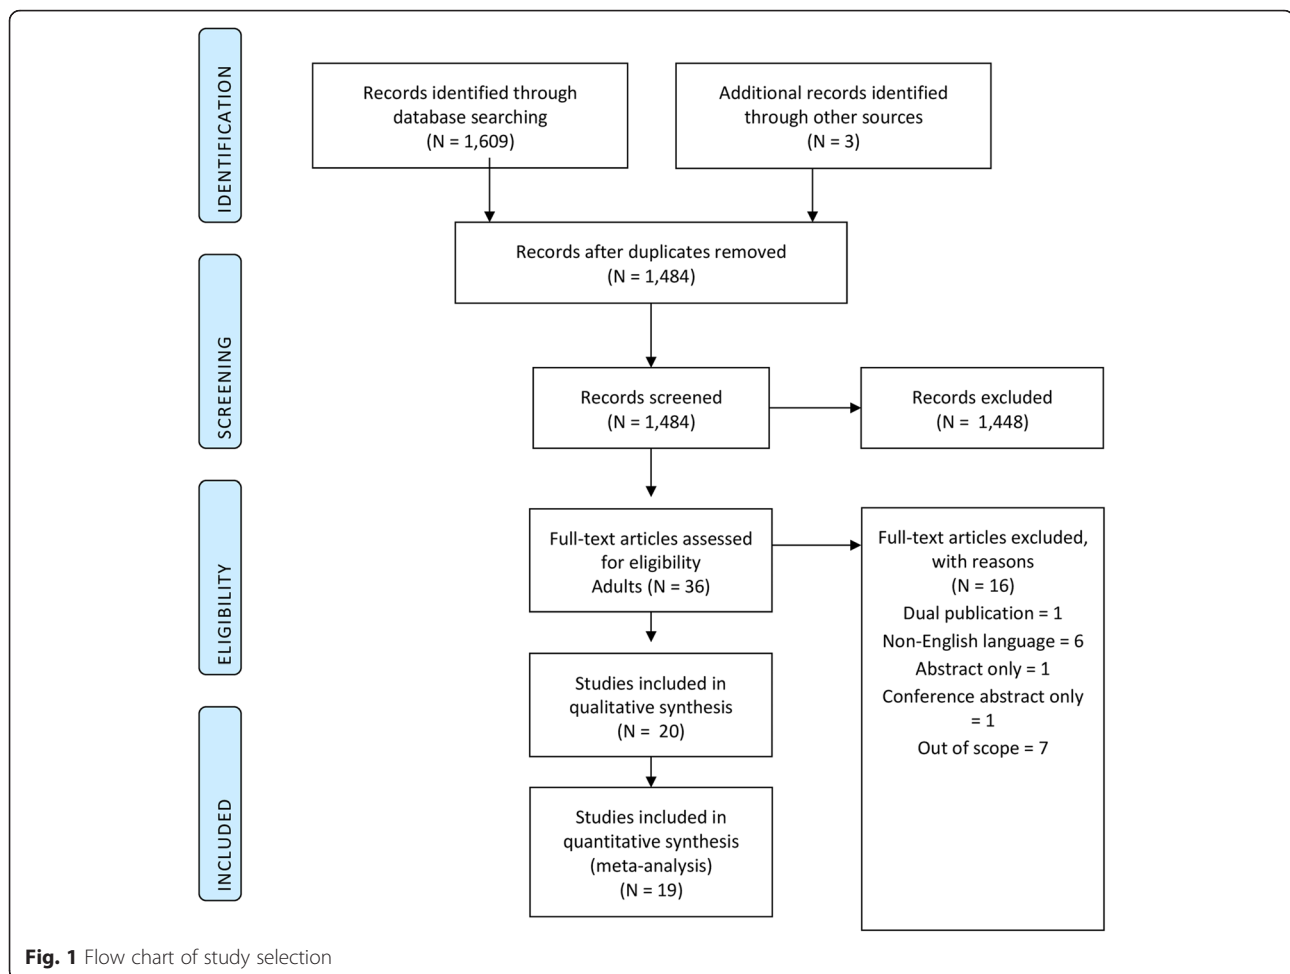 IDENTIFICATION
Records identified through
database searching
(N = 1,609)
Additional records identified
through other sources
(N = 3)
Records after duplicates removed
(N = 1,484)
SCREENING
Records screened
(N = 1,484)
Records excluded
(N =  1,448)
ELIGIBILITY
Full-text articles assessed
for eligibility
Adults (N = 36)
Full-text articles excluded,
with reasons
(N = 16)
Dual publication = 1
Non-English language = 6
Abstract only = 1
Conference abstract only
= 1
Out of scope = 7
Studies included in
qualitative synthesis
(N =  20)
INCLUDED
Studies included in
quantitative synthesis
(meta-analysis)
(N = 19)
Fig. 1 Flow chart of study selection